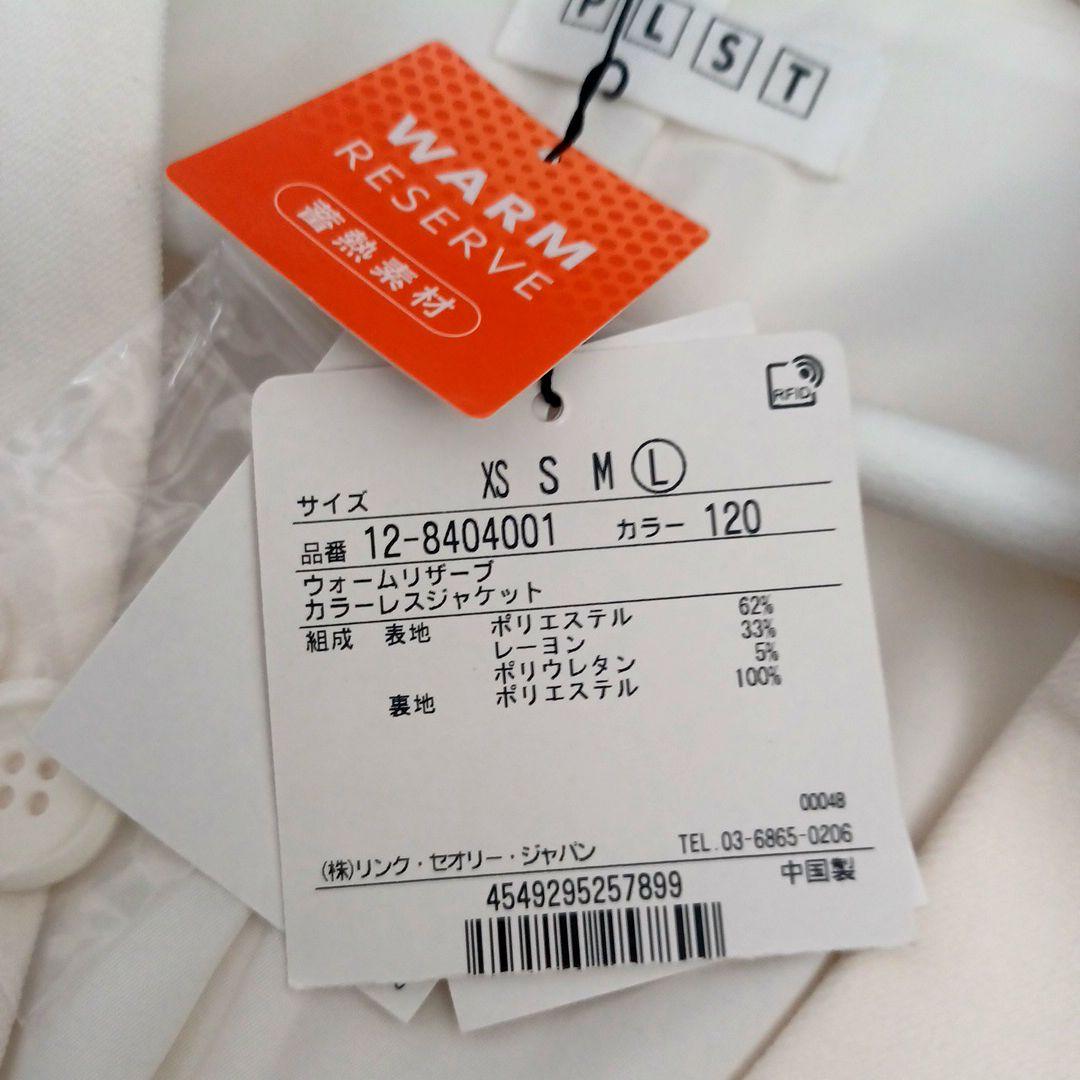 PLST
WARM
RESERVE
蓄熱素材
RFID
サイズ XS S M L
品番 12-8404001 カラー 120
ウォームリザーブ
カラーレスジャケット
組成 表地 ポリエステル 62%
レーヨン 33%
ポリウレタン 5%
裏地 ポリエステル 100%
00048
(株)リンク・セオリー・ジャパン TEL.03-6865-0206
中国製
4549295257899